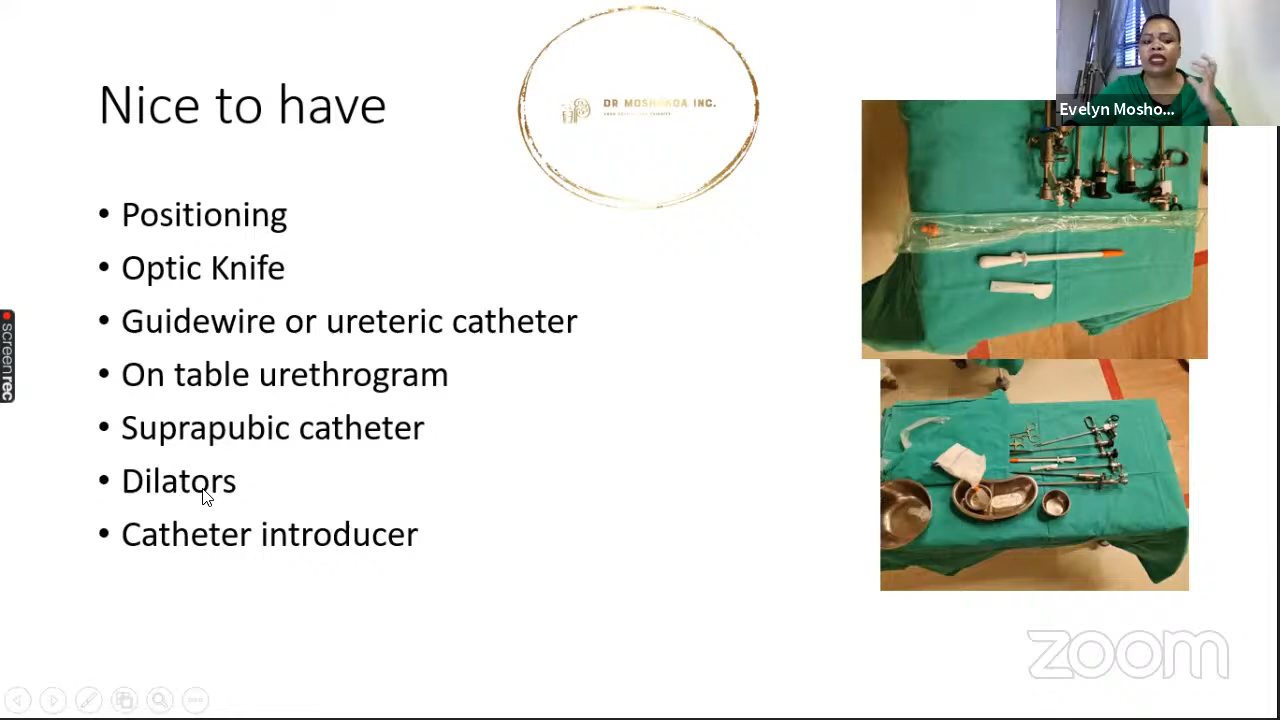 Nice to have
DR MOSHOKOA INC.
Evelyn Mosho...
• Positioning
• Optic Knife
• Guidewire or ureteric catheter
• On table urethrogram
• Suprapubic catheter
• Dilators
• Catheter introducer
screenrec
zoom